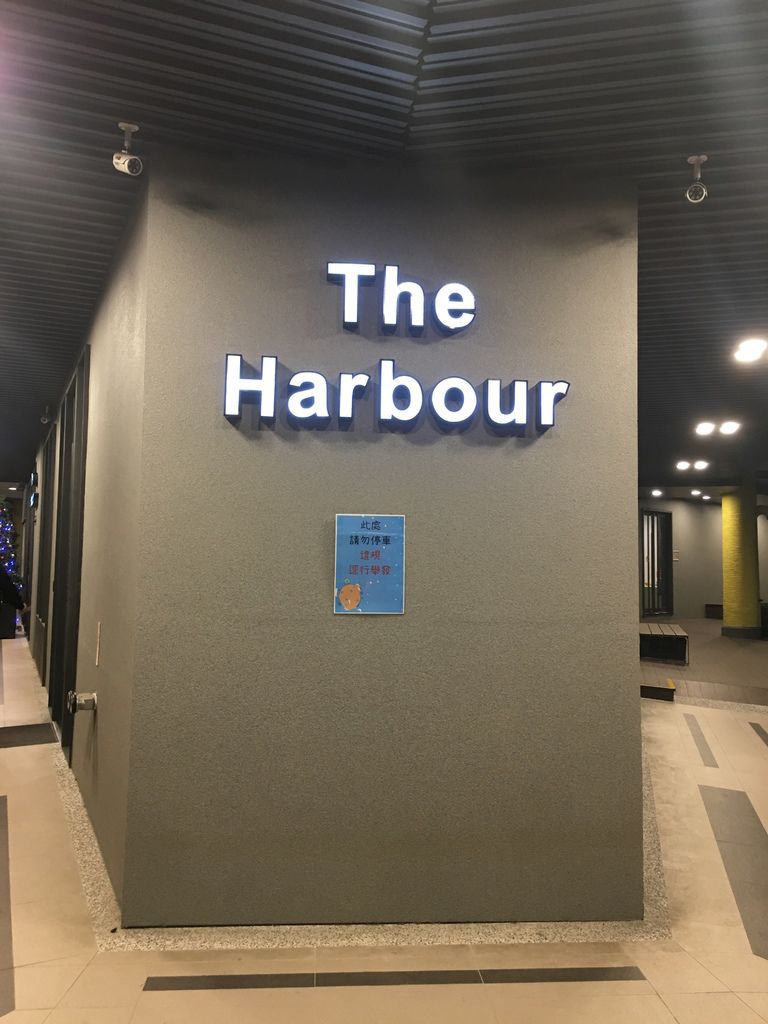 The
Harbour
此處
請勿停車
違規
逕行舉發